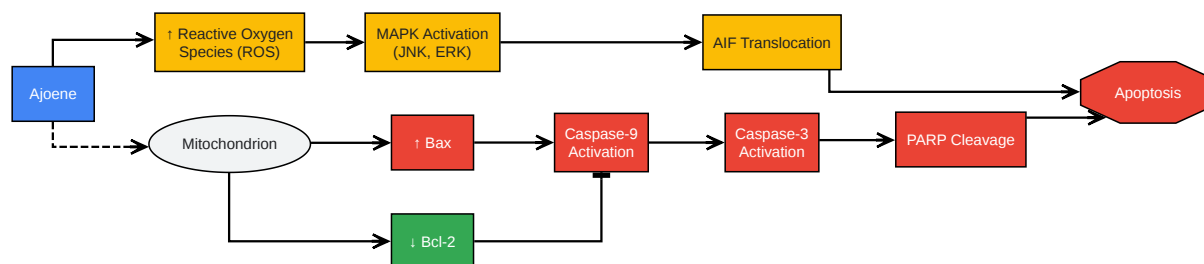 ↑ Reactive Oxygen
Species (ROS)
MAPK Activation
(JNK, ERK)
AIF Translocation
Ajoene
Apoptosis
Mitochondrion
↑ Bax
Caspase-9
Activation
Caspase-3
Activation
PARP Cleavage
↓ Bcl-2